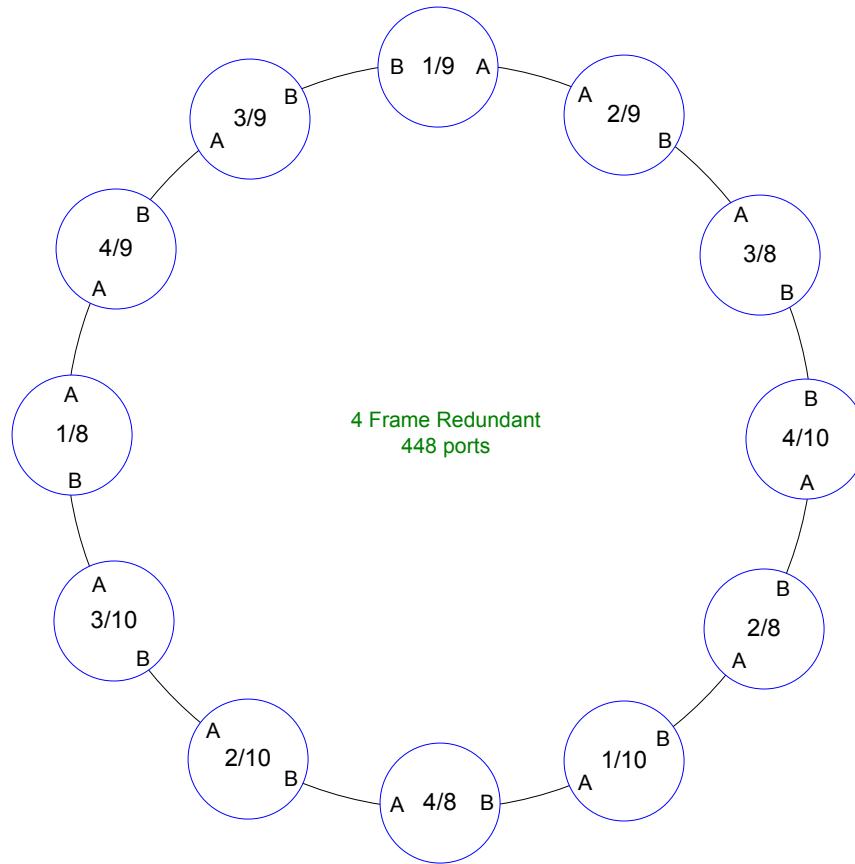 B 1/9 A
A 2/9 B
A 3/8 B
B 4/10 A
B 2/8 A
B 1/10 A
A 4/8 B
A 2/10 B
A 3/10 B
A 1/8 B
B 4/9 A
B 3/9 A
4 Frame Redundant
448 ports